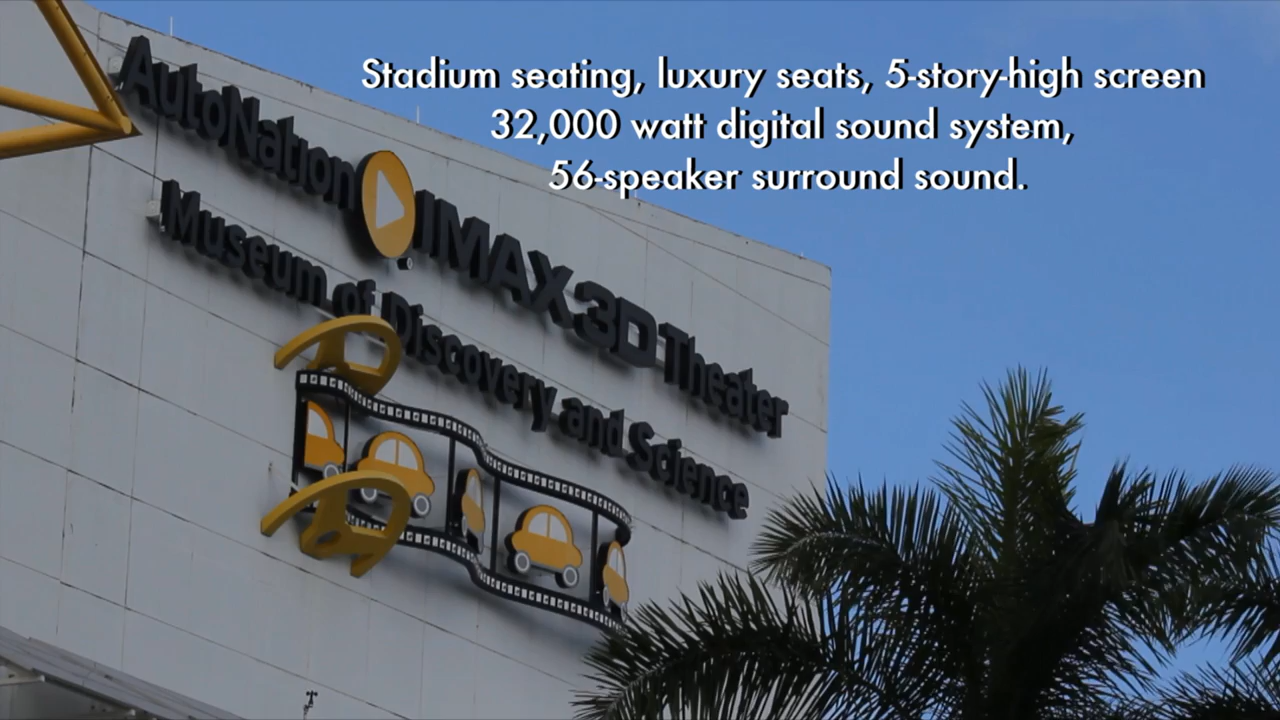 Stadium seating, luxury seats, 5-story-high screen
32,000 watt digital sound system,
56-speaker surround sound.
AutoNation IMAX 3D Theater
Museum of Discovery and Science